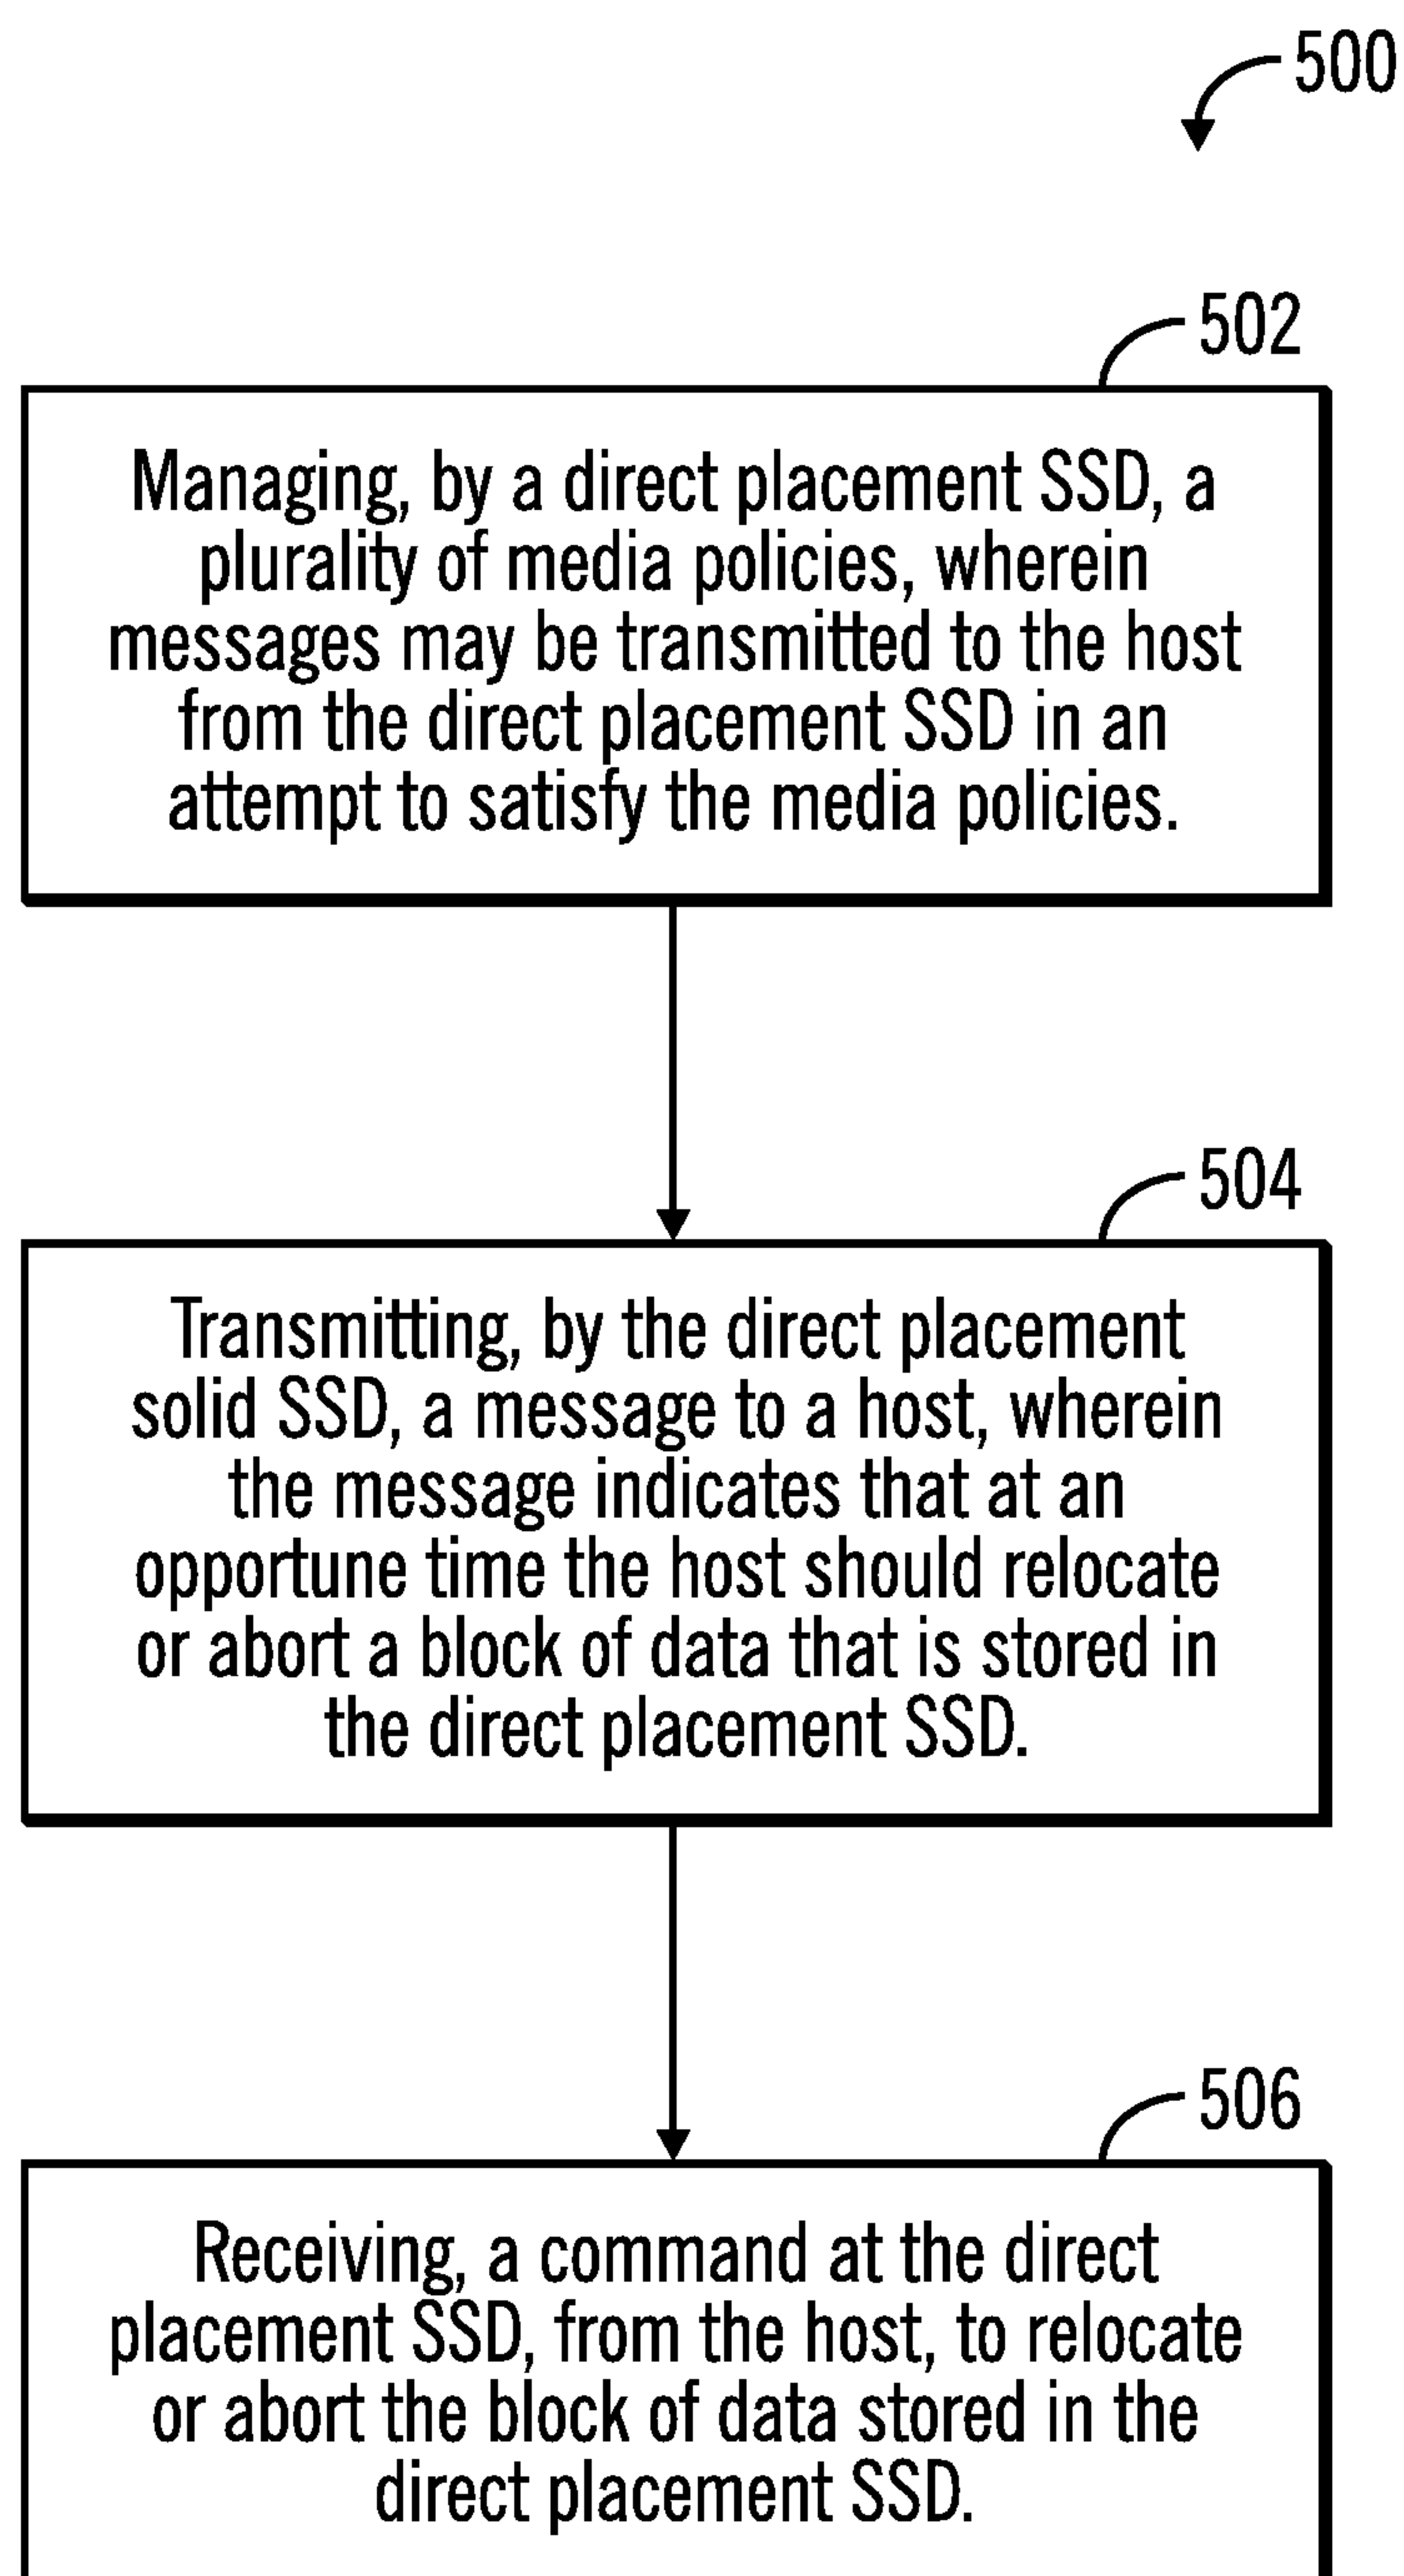 500
502
Managing, by a direct placement SSD, a
plurality of media policies, wherein
messages may be transmitted to the host
from the direct placement SSD in an
attempt to satisfy the media policies.
504
Transmitting, by the direct placement
solid SSD, a message to a host, wherein
the message indicates that at an
opportune time the host should relocate
or abort a block of data that is stored in
the direct placement SSD.
506
Receiving, a command at the direct
placement SSD, from the host, to relocate
or abort the block of data stored in the
direct placement SSD.